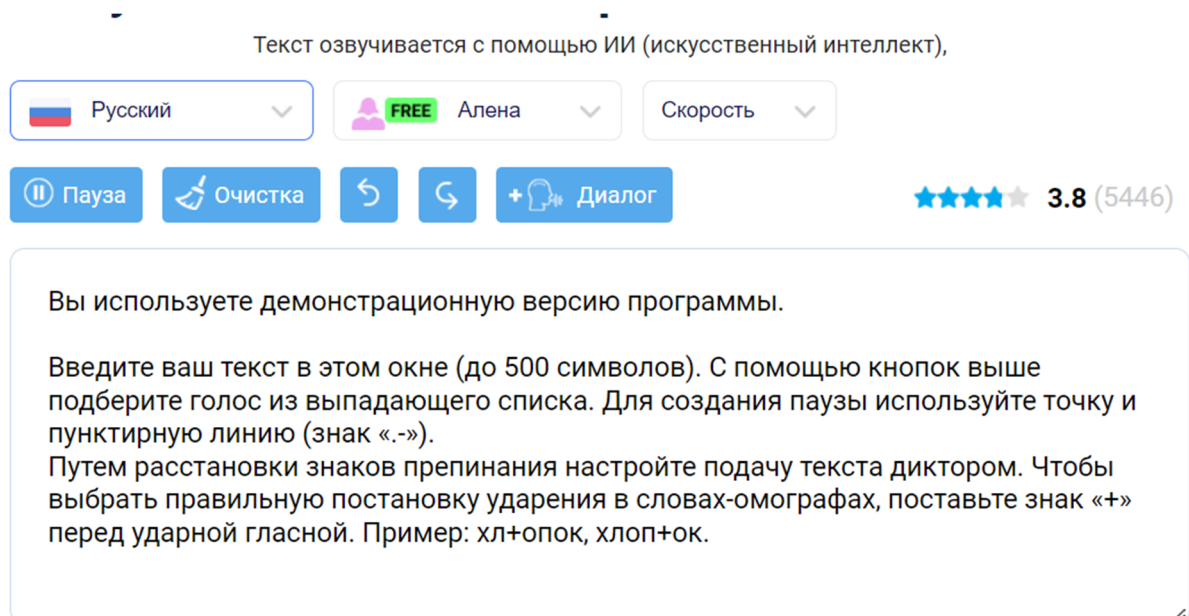 Текст озвучивается с помощью ИИ (искусственный интеллект),
Русский
FREE Алена
Скорость
Пауза
Очистка
+ Диалог
3.8 (5446)
Вы используете демонстрационную версию программы.
Введите ваш текст в этом окне (до 500 символов). С помощью кнопок выше
подберите голос из выпадающего списка. Для создания паузы используйте точку и
пунктирную линию (знак «.-»).
Путем расстановки знаков препинания настройте подачу текста диктором. Чтобы
выбрать правильную постановку ударения в словах-омографах, поставьте знак «+»
перед ударной гласной. Пример: хл+опок, хлоп+ок.